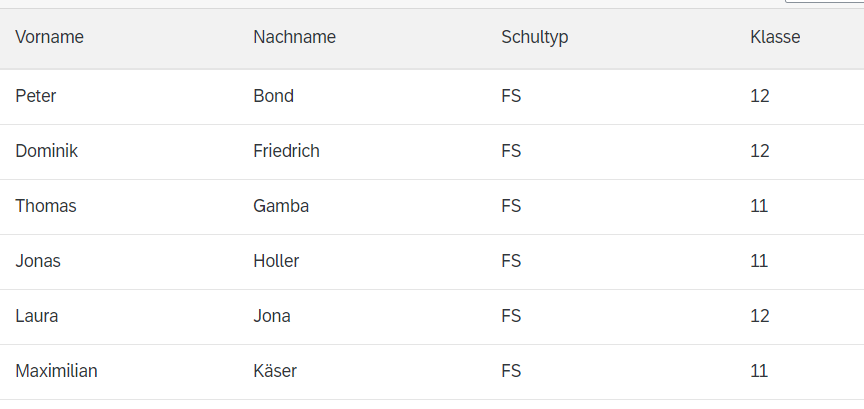 Vorname Nachname Schultyp Klasse
Peter Bond FS 12
Dominik Friedrich FS 12
Thomas Gamba FS 11
Jonas Holler FS 11
Laura Jona FS 12
Maximilian Käser FS 11